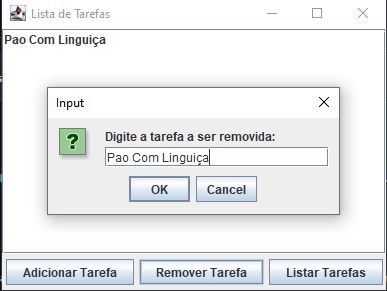 Lista de Tarefas
Pao Com Linguiça
Input
Digite a tarefa a ser removida:
Pao Com Linguiça
OK Cancel
Adicionar Tarefa Remover Tarefa Listar Tarefas